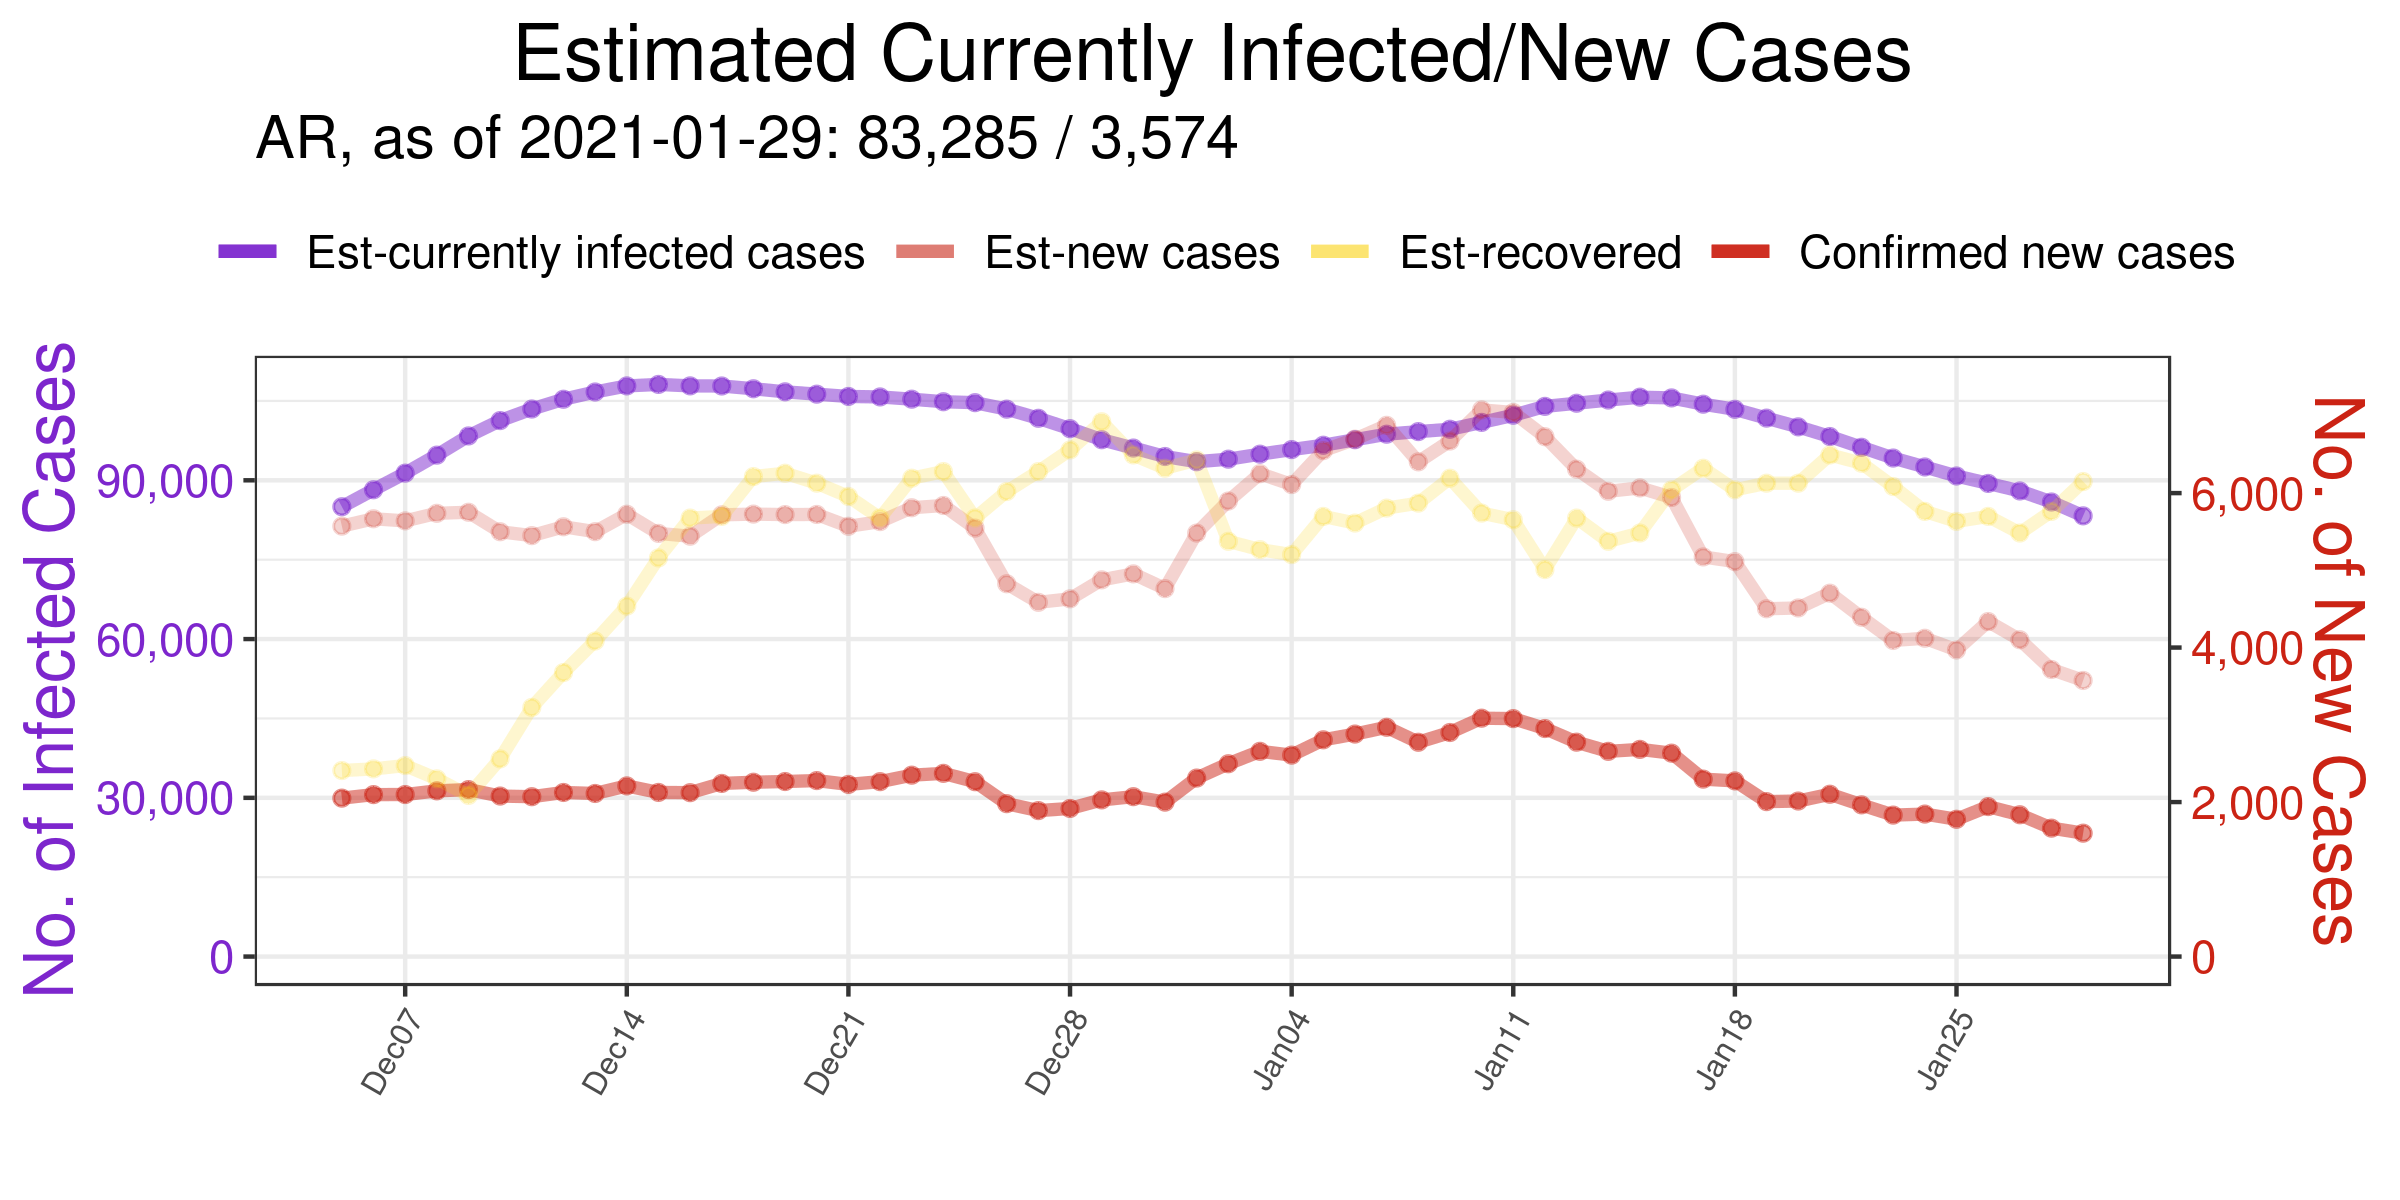 Estimated Currently Infected/New Cases
AR, as of 2021-01-29: 83,285 / 3,574
Est-currently infected cases Est-new cases Est-recovered Confirmed new cases
No. of Infected Cases
90,000
60,000
30,000
0
6,000
4,000
2,000
0
No. of New Cases
Dec07 Dec14 Dec21 Dec28 Jan04 Jan11 Jan18 Jan25